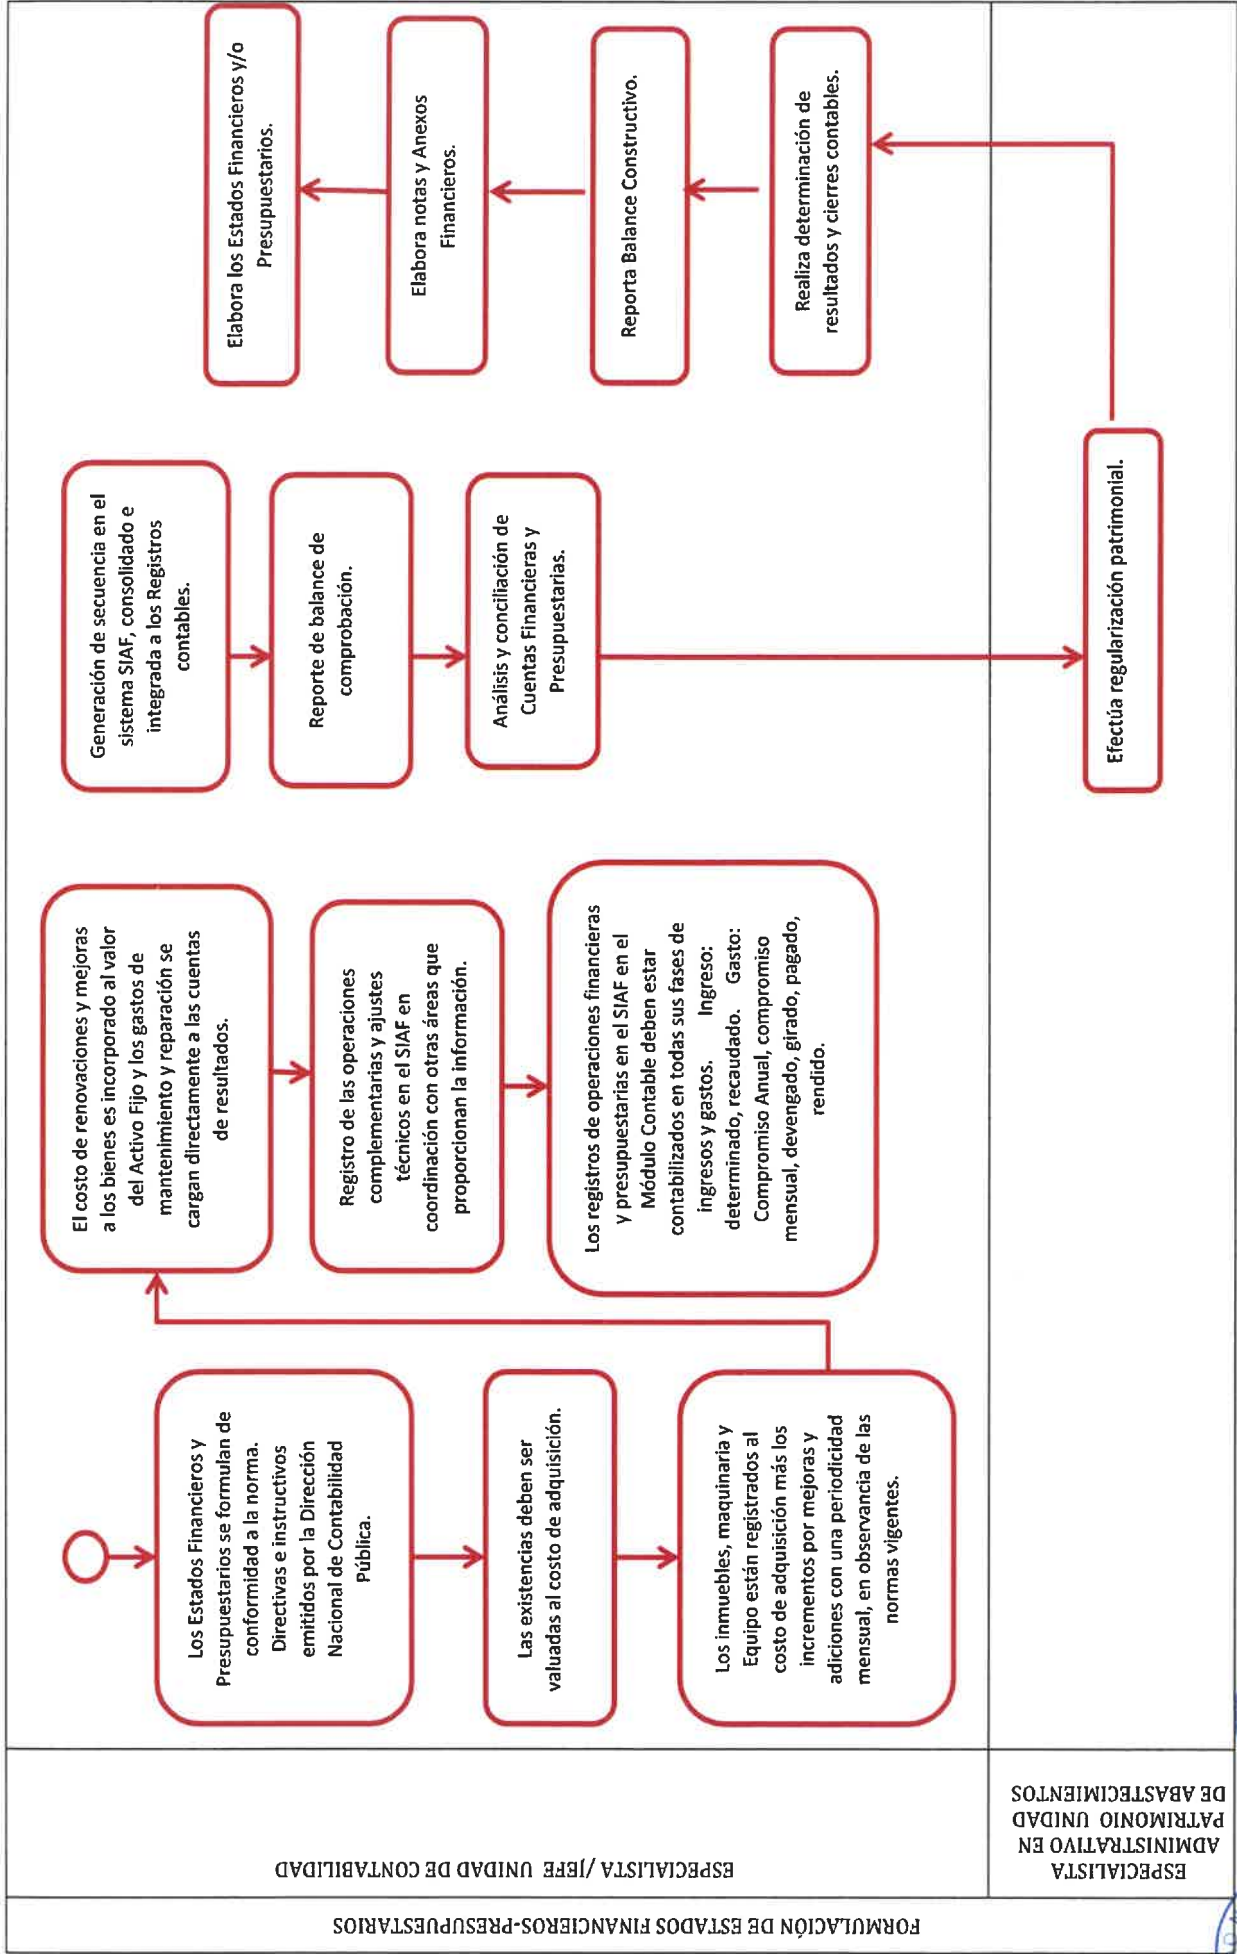 FORMULACIÓN DE ESTADOS FINANCIEROS-PRESUPUESTARIOS
ESPECIALISTA /JEFE UNIDAD DE CONTABILIDAD
Los Estados Financieros y
Presupuestarios se formulan de
conformidad a la norma.
Directivas e instructivos
emitidos por la Dirección
Nacional de Contabilidad
Pública.
Las existencias deben ser
valuadas al costo de adquisición.
Los inmuebles, maquinaria y
Equipo están registrados al
costo de adquisición más los
incrementos por mejoras y
adiciones con una periodicidad
mensual, en observancia de las
normas vigentes.
El costo de renovaciones y mejoras
a los bienes es incorporado al valor
del Activo Fijo y los gastos de
mantenimiento y reparación se
cargan directamente a las cuentas
de resultados.
Registro de las operaciones
complementarias y ajustes
técnicos en el SIAF en
coordinación con otras áreas que
proporcionan la información.
Los registros de operaciones financieras
y presupuestarias en el SIAF en el
Módulo Contable deben estar
contabilizados en todas sus fases de
ingresos y gastos. Ingreso:
determinado, recaudado. Gasto:
Compromiso Anual, compromiso
mensual, devengado, girado, pagado,
rendido.
Generación de secuencia en el
sistema SIAF, consolidado e
integrada a los Registros
contables.
Reporte de balance de
comprobación.
Análisis y conciliación de
Cuentas Financieras y
Presupuestarias.
Elabora los Estados Financieros y/o
Presupuestarios.
Elabora notas y Anexos
Financieros.
Reporta Balance Constructivo.
Realiza determinación de
resultados y cierres contables.
ESPECIALISTA
ADMINISTRATIVO EN
PATRIMONIO UNIDAD
DE ABASTECIMIENTOS
Efectúa regularización patrimonial.